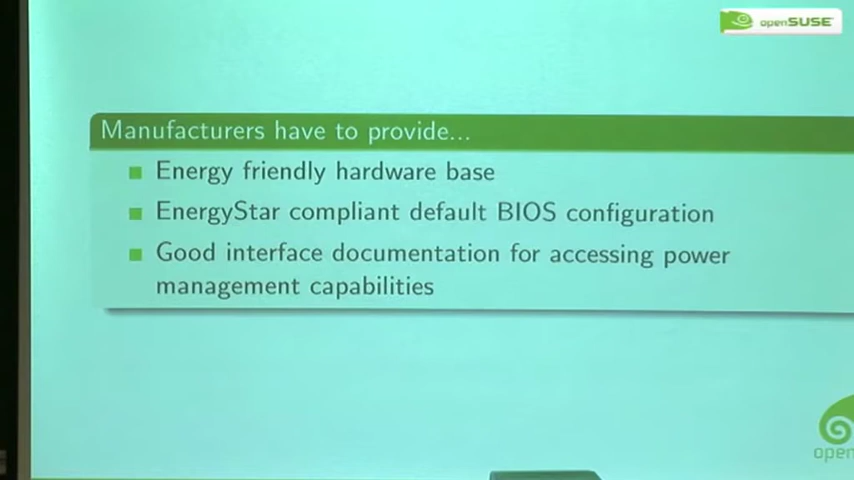 openSUSE
Manufacturers have to provide...
Energy friendly hardware base
EnergyStar compliant default BIOS configuration
Good interface documentation for accessing power
management capabilities
open